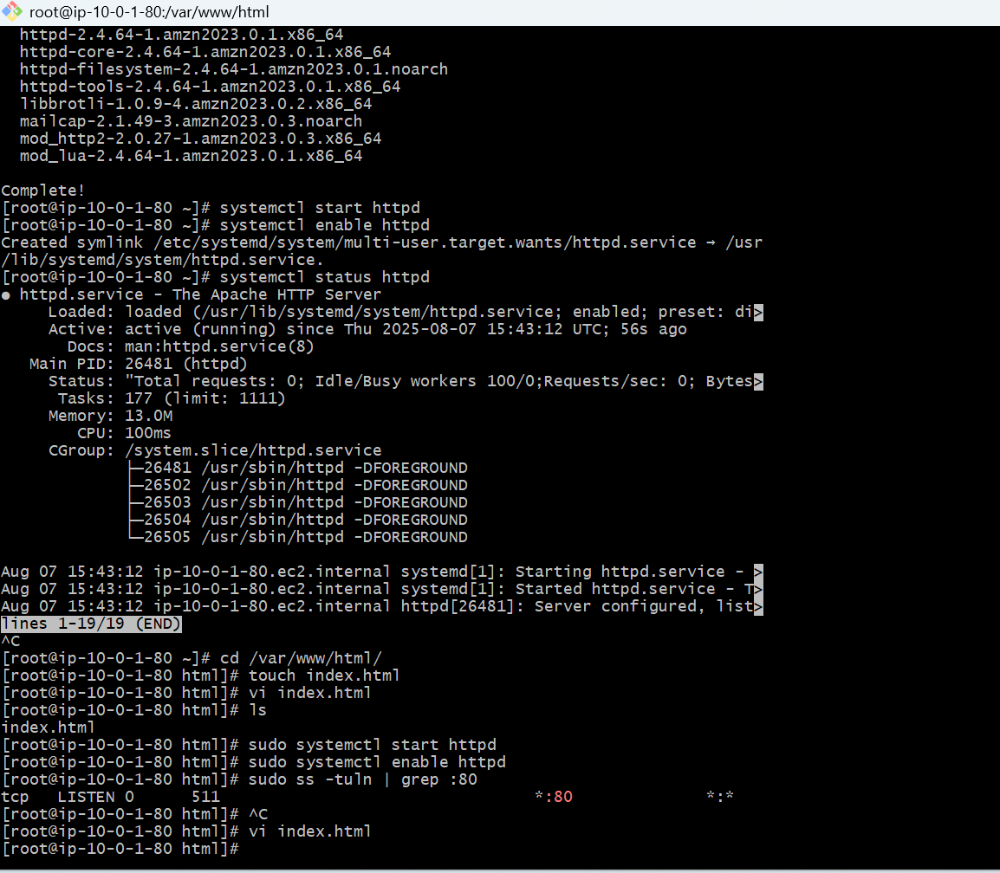 root@ip-10-0-1-80:/var/www/html
httpd-2.4.64-1.amzn2023.0.1.x86_64
httpd-core-2.4.64-1.amzn2023.0.1.x86_64
httpd-filesystem-2.4.64-1.amzn2023.0.1.noarch
httpd-tools-2.4.64-1.amzn2023.0.1.x86_64
libbrotli-1.0.9-4.amzn2023.0.2.x86_64
mailcap-2.1.49-3.amzn2023.0.3.noarch
mod_http2-2.0.27-1.amzn2023.0.3.x86_64
mod_lua-2.4.64-1.amzn2023.0.1.x86_64
Complete!
[root@ip-10-0-1-80 ~]# systemctl start httpd
[root@ip-10-0-1-80 ~]# systemctl enable httpd
Created symlink /etc/systemd/system/multi-user.target.wants/httpd.service → /usr
/lib/systemd/system/httpd.service.
[root@ip-10-0-1-80 ~]# systemctl status httpd
● httpd.service - The Apache HTTP Server
Loaded: loaded (/usr/lib/systemd/system/httpd.service; enabled; preset: di>
Active: active (running) since Thu 2025-08-07 15:43:12 UTC; 56s ago
Docs: man:httpd.service(8)
Main PID: 26481 (httpd)
Status: "Total requests: 0; Idle/Busy workers 100/0;Requests/sec: 0; Bytes>
Tasks: 177 (limit: 1111)
Memory: 13.0M
CPU: 100ms
CGroup: /system.slice/httpd.service
├─26481 /usr/sbin/httpd -DFOREGROUND
├─26502 /usr/sbin/httpd -DFOREGROUND
├─26503 /usr/sbin/httpd -DFOREGROUND
├─26504 /usr/sbin/httpd -DFOREGROUND
└─26505 /usr/sbin/httpd -DFOREGROUND
Aug 07 15:43:12 ip-10-0-1-80.ec2.internal systemd[1]: Starting httpd.service - >
Aug 07 15:43:12 ip-10-0-1-80.ec2.internal systemd[1]: Started httpd.service - T>
Aug 07 15:43:12 ip-10-0-1-80.ec2.internal httpd[26481]: Server configured, list>
lines 1-19/19 (END)
^C
[root@ip-10-0-1-80 ~]# cd /var/www/html/
[root@ip-10-0-1-80 html]# touch index.html
[root@ip-10-0-1-80 html]# vi index.html
[root@ip-10-0-1-80 html]# ls
index.html
[root@ip-10-0-1-80 html]# sudo systemctl start httpd
[root@ip-10-0-1-80 html]# sudo systemctl enable httpd
[root@ip-10-0-1-80 html]# sudo ss -tuln | grep :80
tcp   LISTEN 0      511                                 *:80              *:*
[root@ip-10-0-1-80 html]# ^C
[root@ip-10-0-1-80 html]# vi index.html
[root@ip-10-0-1-80 html]#